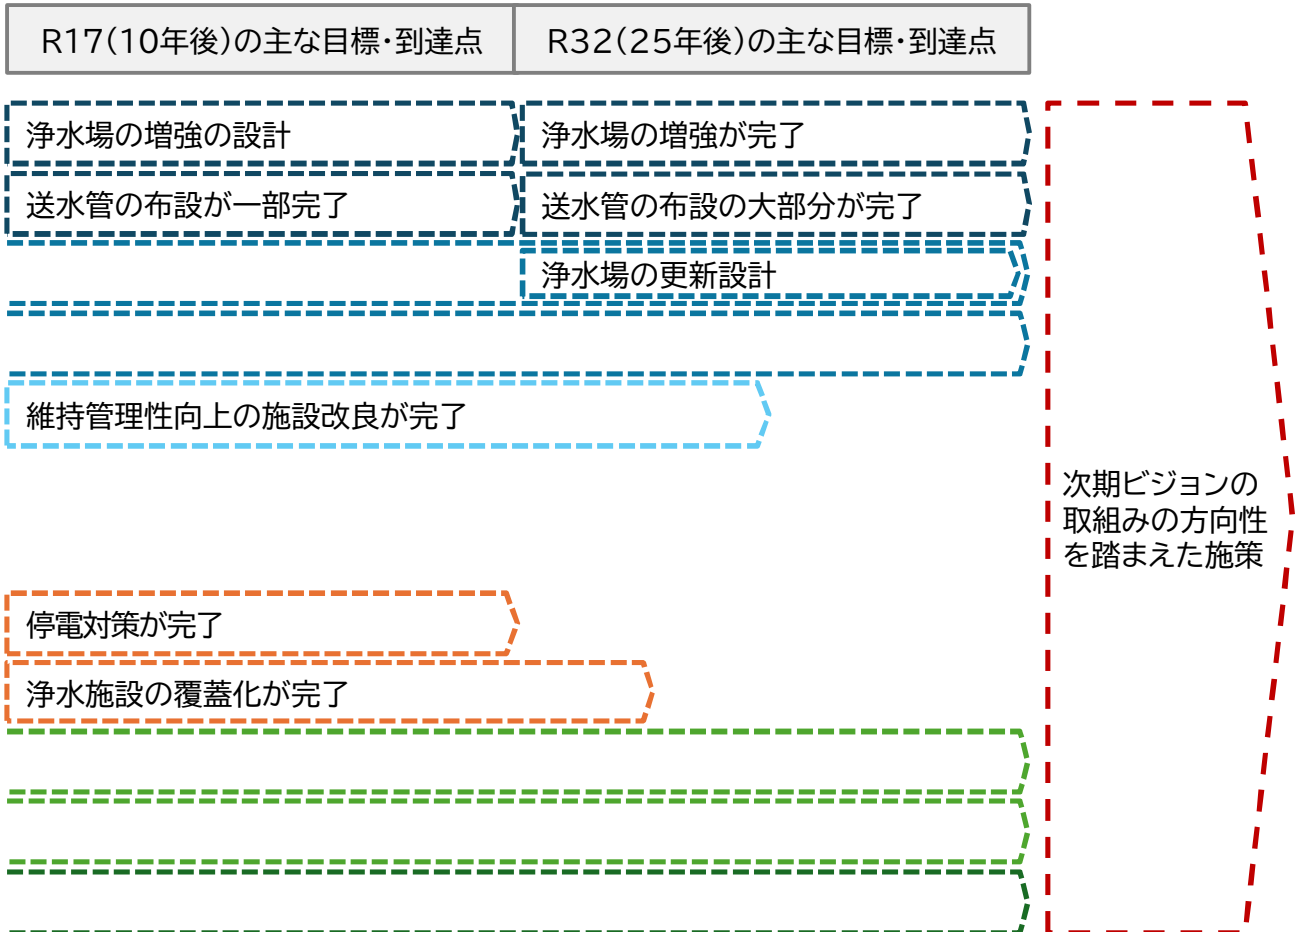 R17(10年後)の主な目標・到達点
R32(25年後)の主な目標・到達点
浄水場の増強の設計
浄水場の増強が完了
送水管の布設が一部完了
送水管の布設の大部分が完了
浄水場の更新設計
維持管理性向上の施設改良が完了
次期ビジョンの
取組みの方向性
を踏まえた施策
停電対策が完了
浄水施設の覆蓋化が完了